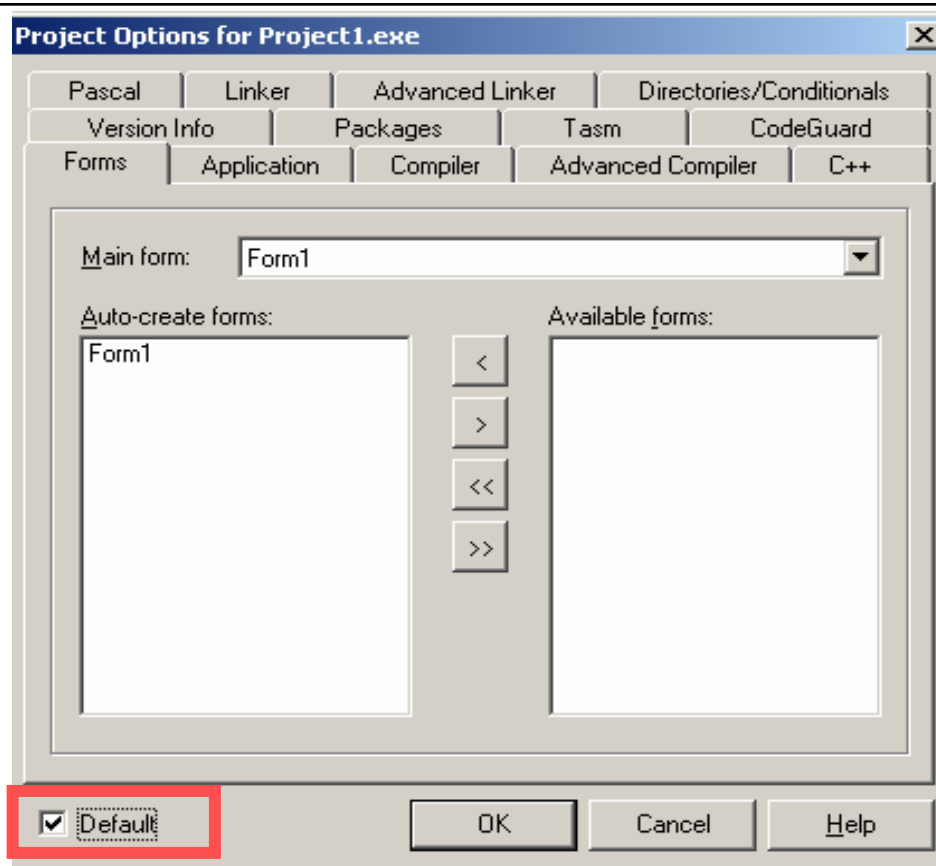 Project Options for Project1.exe
Pascal Linker Advanced Linker Directories/Conditionals
Version Info Packages Tasm CodeGuard
Forms Application Compiler Advanced Compiler C++
Main form: Form1
Auto-create forms: Available forms:
Form1
<
>
<<
>>
Default OK Cancel Help